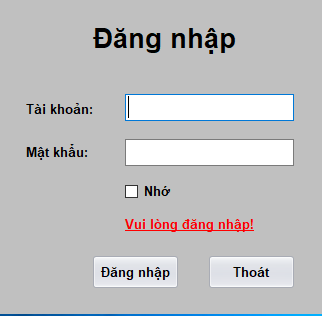 Đăng nhập
Tài khoản:
Mật khẩu:
Nhớ
Vui lòng đăng nhập!
Đăng nhập Thoát